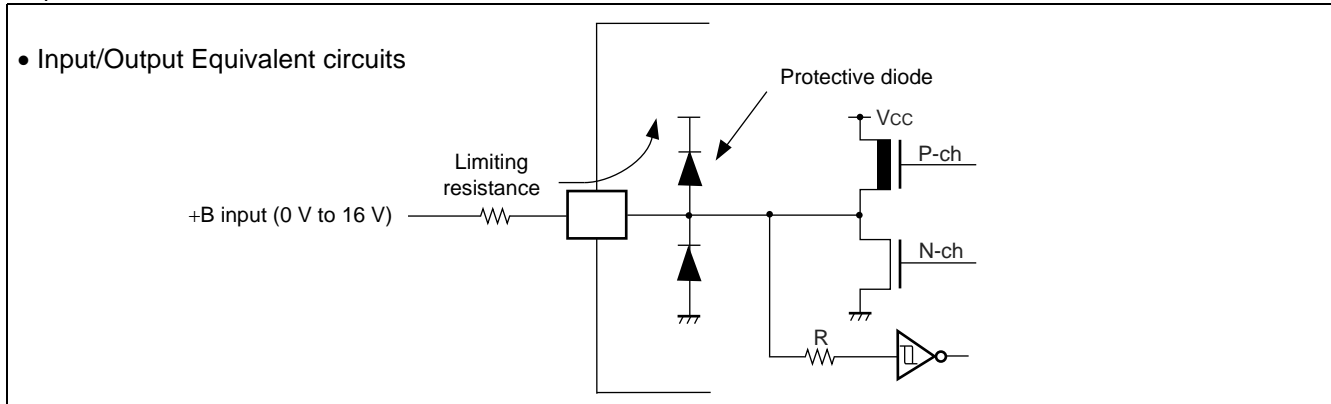 • Input/Output Equivalent circuits
Protective diode
VCC
P-ch
Limiting
resistance
+B input (0 V to 16 V)
N-ch
R